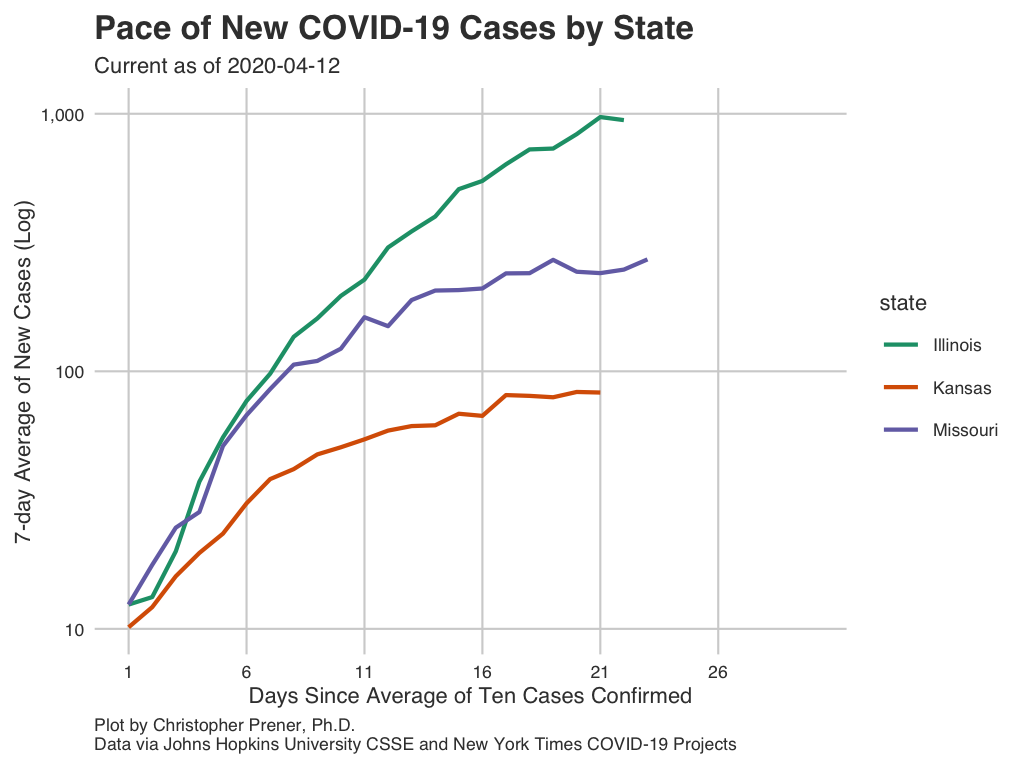 Pace of New COVID-19 Cases by State
Current as of 2020-04-12
7-day Average of New Cases (Log)
1,000
100
10
1 6 11 16 21 26
Days Since Average of Ten Cases Confirmed
state
Illinois
Kansas
Missouri
Plot by Christopher Prener, Ph.D.
Data via Johns Hopkins University CSSE and New York Times COVID-19 Projects